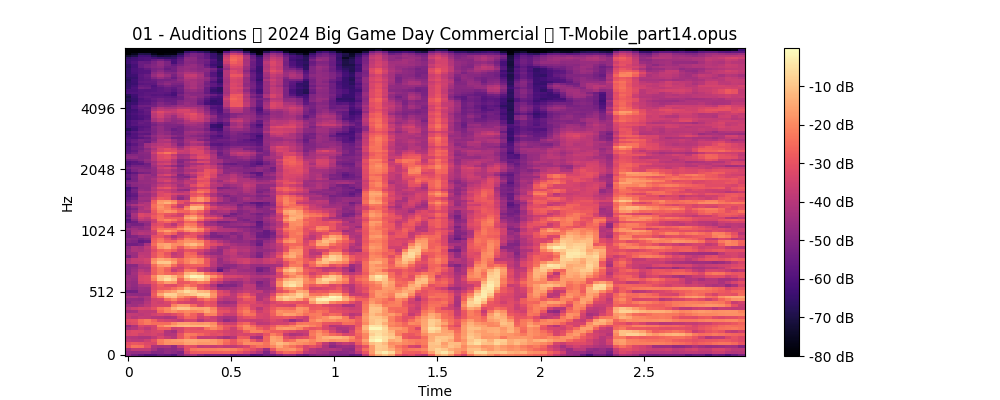 01 - Auditions 🀆 2024 Big Game Day Commercial 🀆 T-Mobile_part14.opus
4096
2048
1024
512
0
Hz
0
0.5
1
1.5
2
2.5
Time
-10 dB
-20 dB
-30 dB
-40 dB
-50 dB
-60 dB
-70 dB
-80 dB